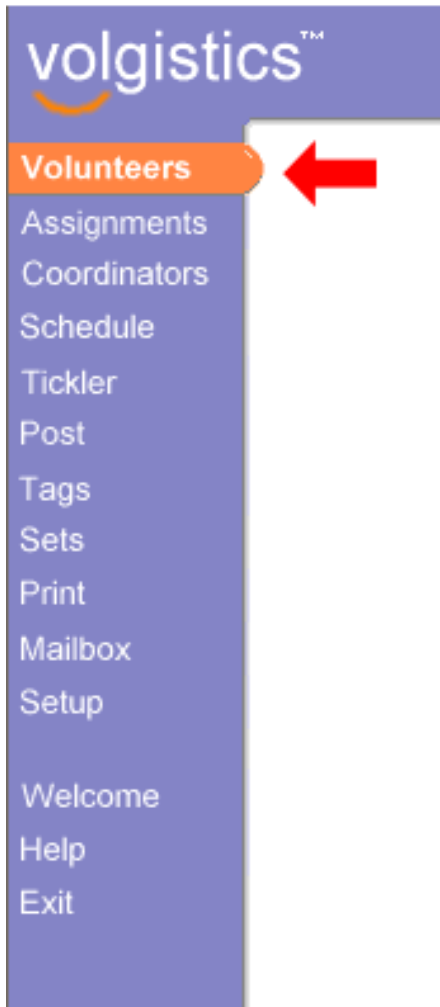 volgistics™
Volunteers
Assignments
Coordinators
Schedule
Tickler
Post
Tags
Sets
Print
Mailbox
Setup
Welcome
Help
Exit